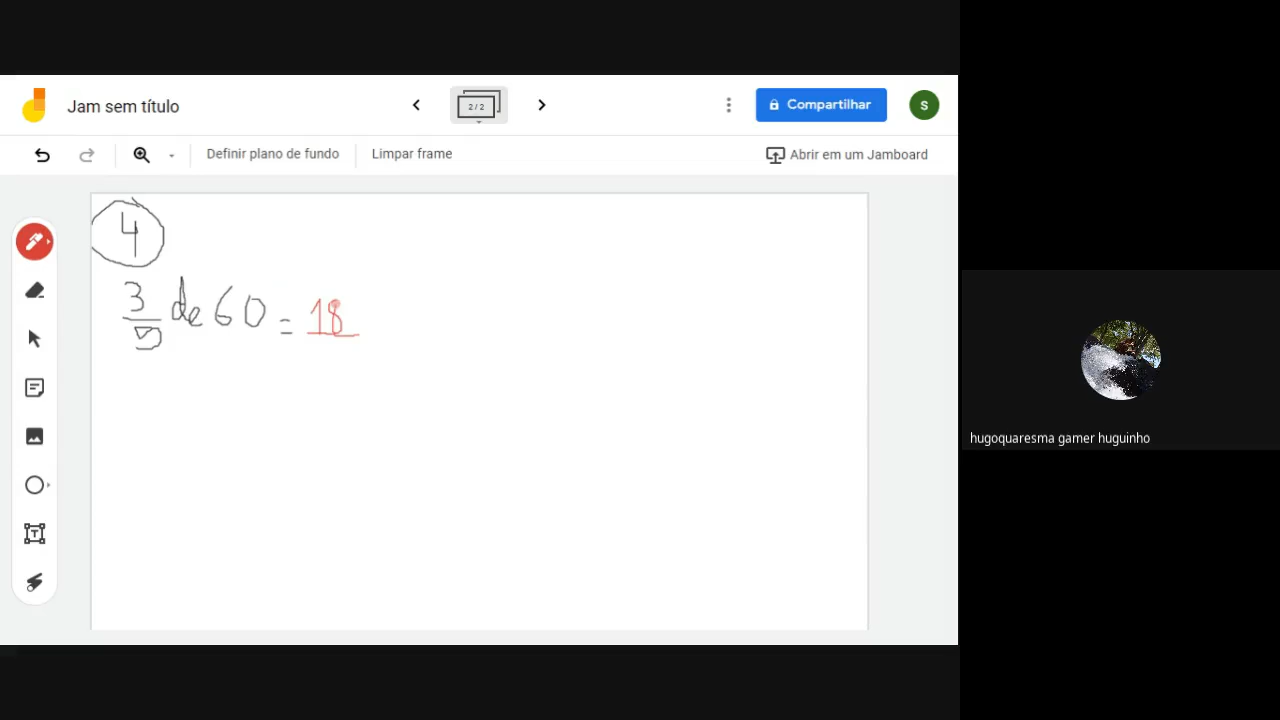 Jam sem título
2 / 2
Compartilhar
S
Definir plano de fundo
Limpar frame
Abrir em um Jamboard
4
3/5 de 60 = 18
hugoquaresma gamer huguinho